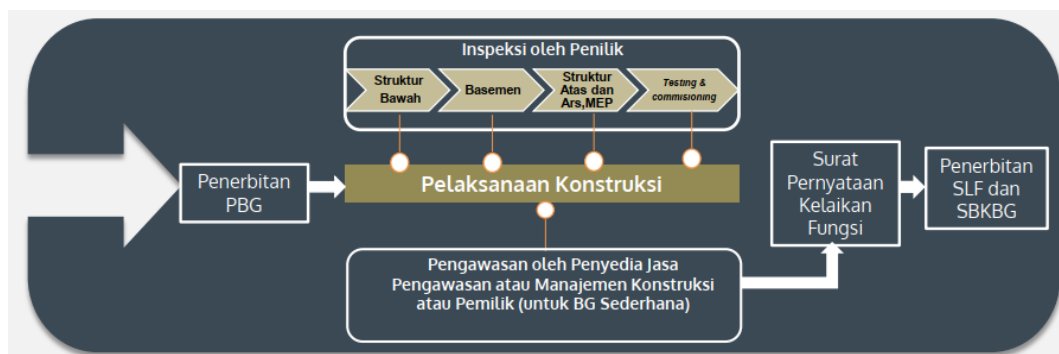 Inspeksi oleh Penilik
Struktur
Bawah
Basemen
Struktur
Atas dan
Ars,MEP
Testing &
commisioning
Penerbitan
PBG
Pelaksanaan Konstruksi
Surat
Pernyataan
Kelaikan
Fungsi
Penerbitan
SLF dan
SBKBG
Pengawasan oleh Penyedia Jasa
Pengawasan atau Manajemen Konstruksi
atau Pemilik (untuk BG Sederhana)